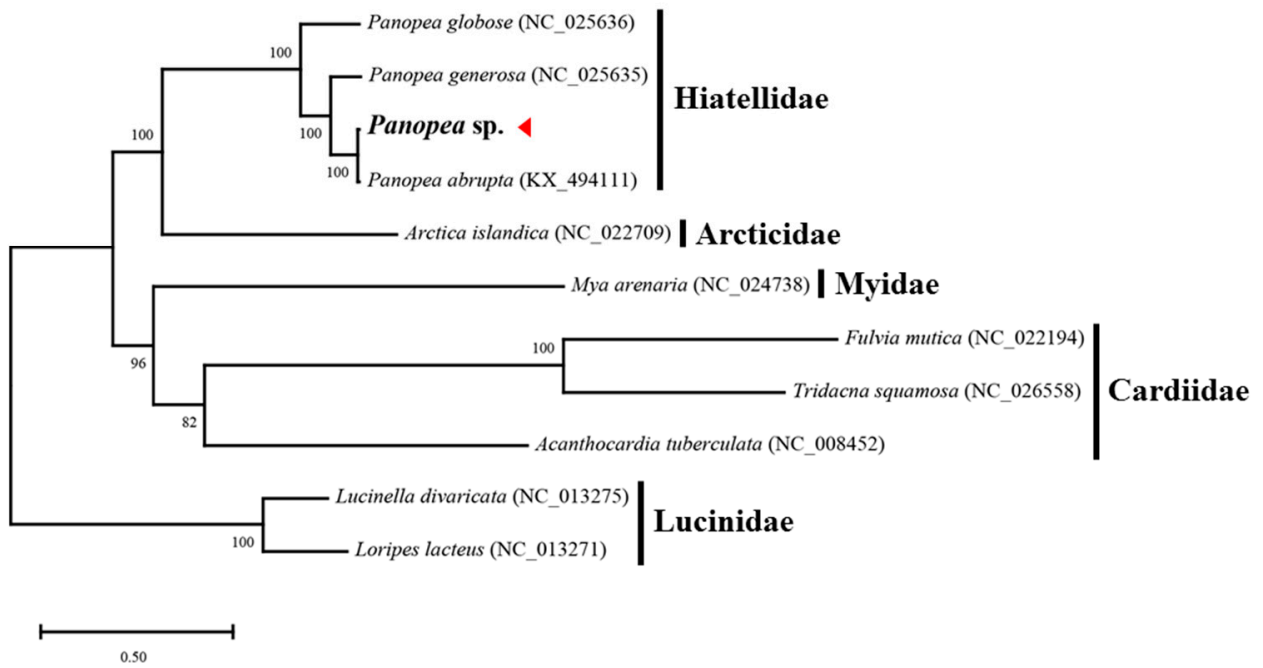 Panopea globose (NC_025636)
100
Panopea generosa (NC_025635)
Hiatellidae
Panopea sp.
100
100
100
Panopea abrupta (KX_494111)
Arctica islandica (NC_022709)
Arcticidae
Mya arenaria (NC_024738)
Myidae
Fulvia mutica (NC_022194)
100
96
Tridacna squamosa (NC_026558)
Cardiidae
82
Acanthocardia tuberculata (NC_008452)
Lucinella divaricata (NC_013275)
Lucinidae
100
Loripes lacteus (NC_013271)
0.50